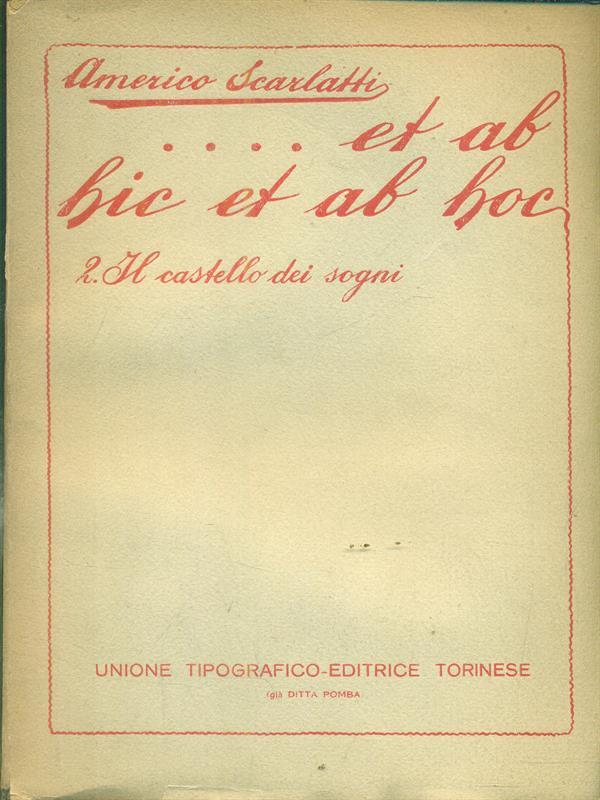 Americo Scarlatti
.... et ab
hic et ab hoc
2. Il castello dei sogni
UNIONE TIPOGRAFICO-EDITRICE TORINESE
(già DITTA POMBA)